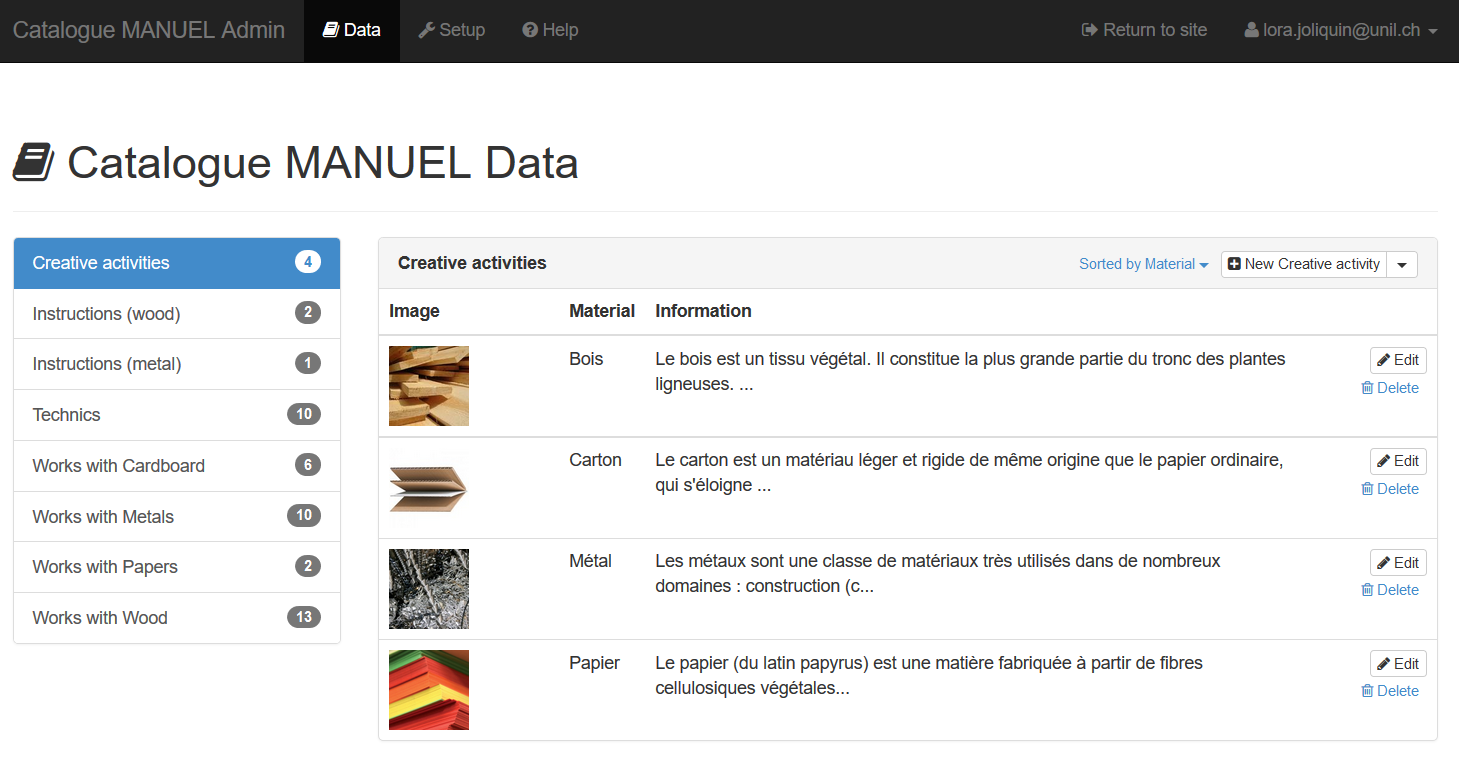 Catalogue MANUEL Admin Data Setup Help Return to site lora.joliquin@unil.ch
Catalogue MANUEL Data
Creative activities 4
Instructions (wood) 2
Instructions (metal) 1
Technics 10
Works with Cardboard 6
Works with Metals 10
Works with Papers 2
Works with Wood 13
Creative activities Sorted by Material New Creative activity
Image Material Information
Bois Le bois est un tissu végétal. Il constitue la plus grande partie du tronc des plantes Edit
ligneuses. ... Delete
Carton Le carton est un matériau léger et rigide de même origine que le papier ordinaire, Edit
qui s'éloigne ... Delete
Métal Les métaux sont une classe de matériaux très utilisés dans de nombreux Edit
domaines : construction (c... Delete
Papier Le papier (du latin papyrus) est une matière fabriquée à partir de fibres Edit
cellulosiques végétales... Delete